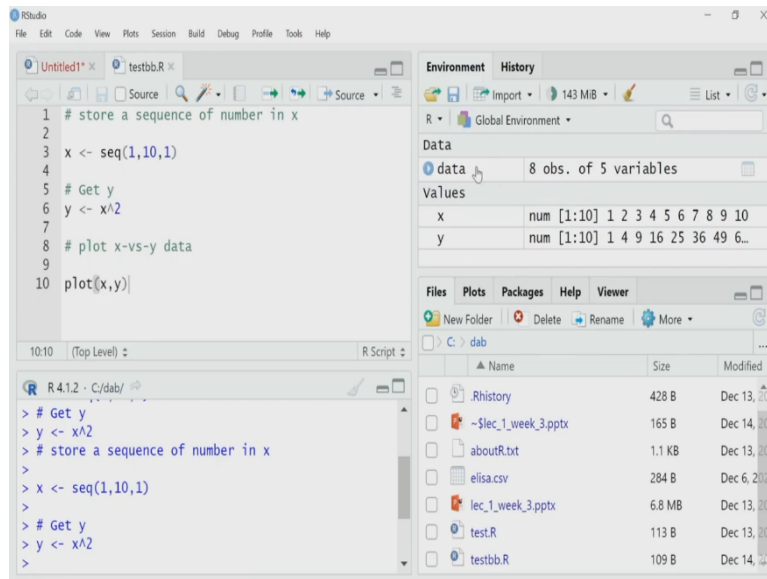 RStudio
File Edit Code View Plots Session Build Debug Profile Tools Help
Untitled1* × testbb.R ×
Source Source
1 # store a sequence of number in x
2
3 x <- seq(1,10,1)
4
5 # Get y
6 y <- x^2
7
8 # plot x-vs-y data
9
10 plot(x,y)
10:10 (Top Level) R Script
R 4.1.2 · C:/dab/
> # Get y
> y <- x^2
> # store a sequence of number in x
>
> x <- seq(1,10,1)
>
> # Get y
> y <- x^2
>
Environment History
Import 143 MiB List
R Global Environment
Data
data 8 obs. of 5 variables
Values
x num [1:10] 1 2 3 4 5 6 7 8 9 10
y num [1:10] 1 4 9 16 25 36 49 6…
Files Plots Packages Help Viewer
New Folder Delete Rename More
C: > dab
Name Size Modified
.Rhistory 428 B Dec 13,
~$lec_1_week_3.pptx 165 B Dec 14,
aboutR.txt 1.1 KB Dec 13,
elisa.csv 284 B Dec 6,
lec_1_week_3.pptx 6.8 MB Dec 13,
test.R 113 B Dec 13,
testbb.R 109 B Dec 14,